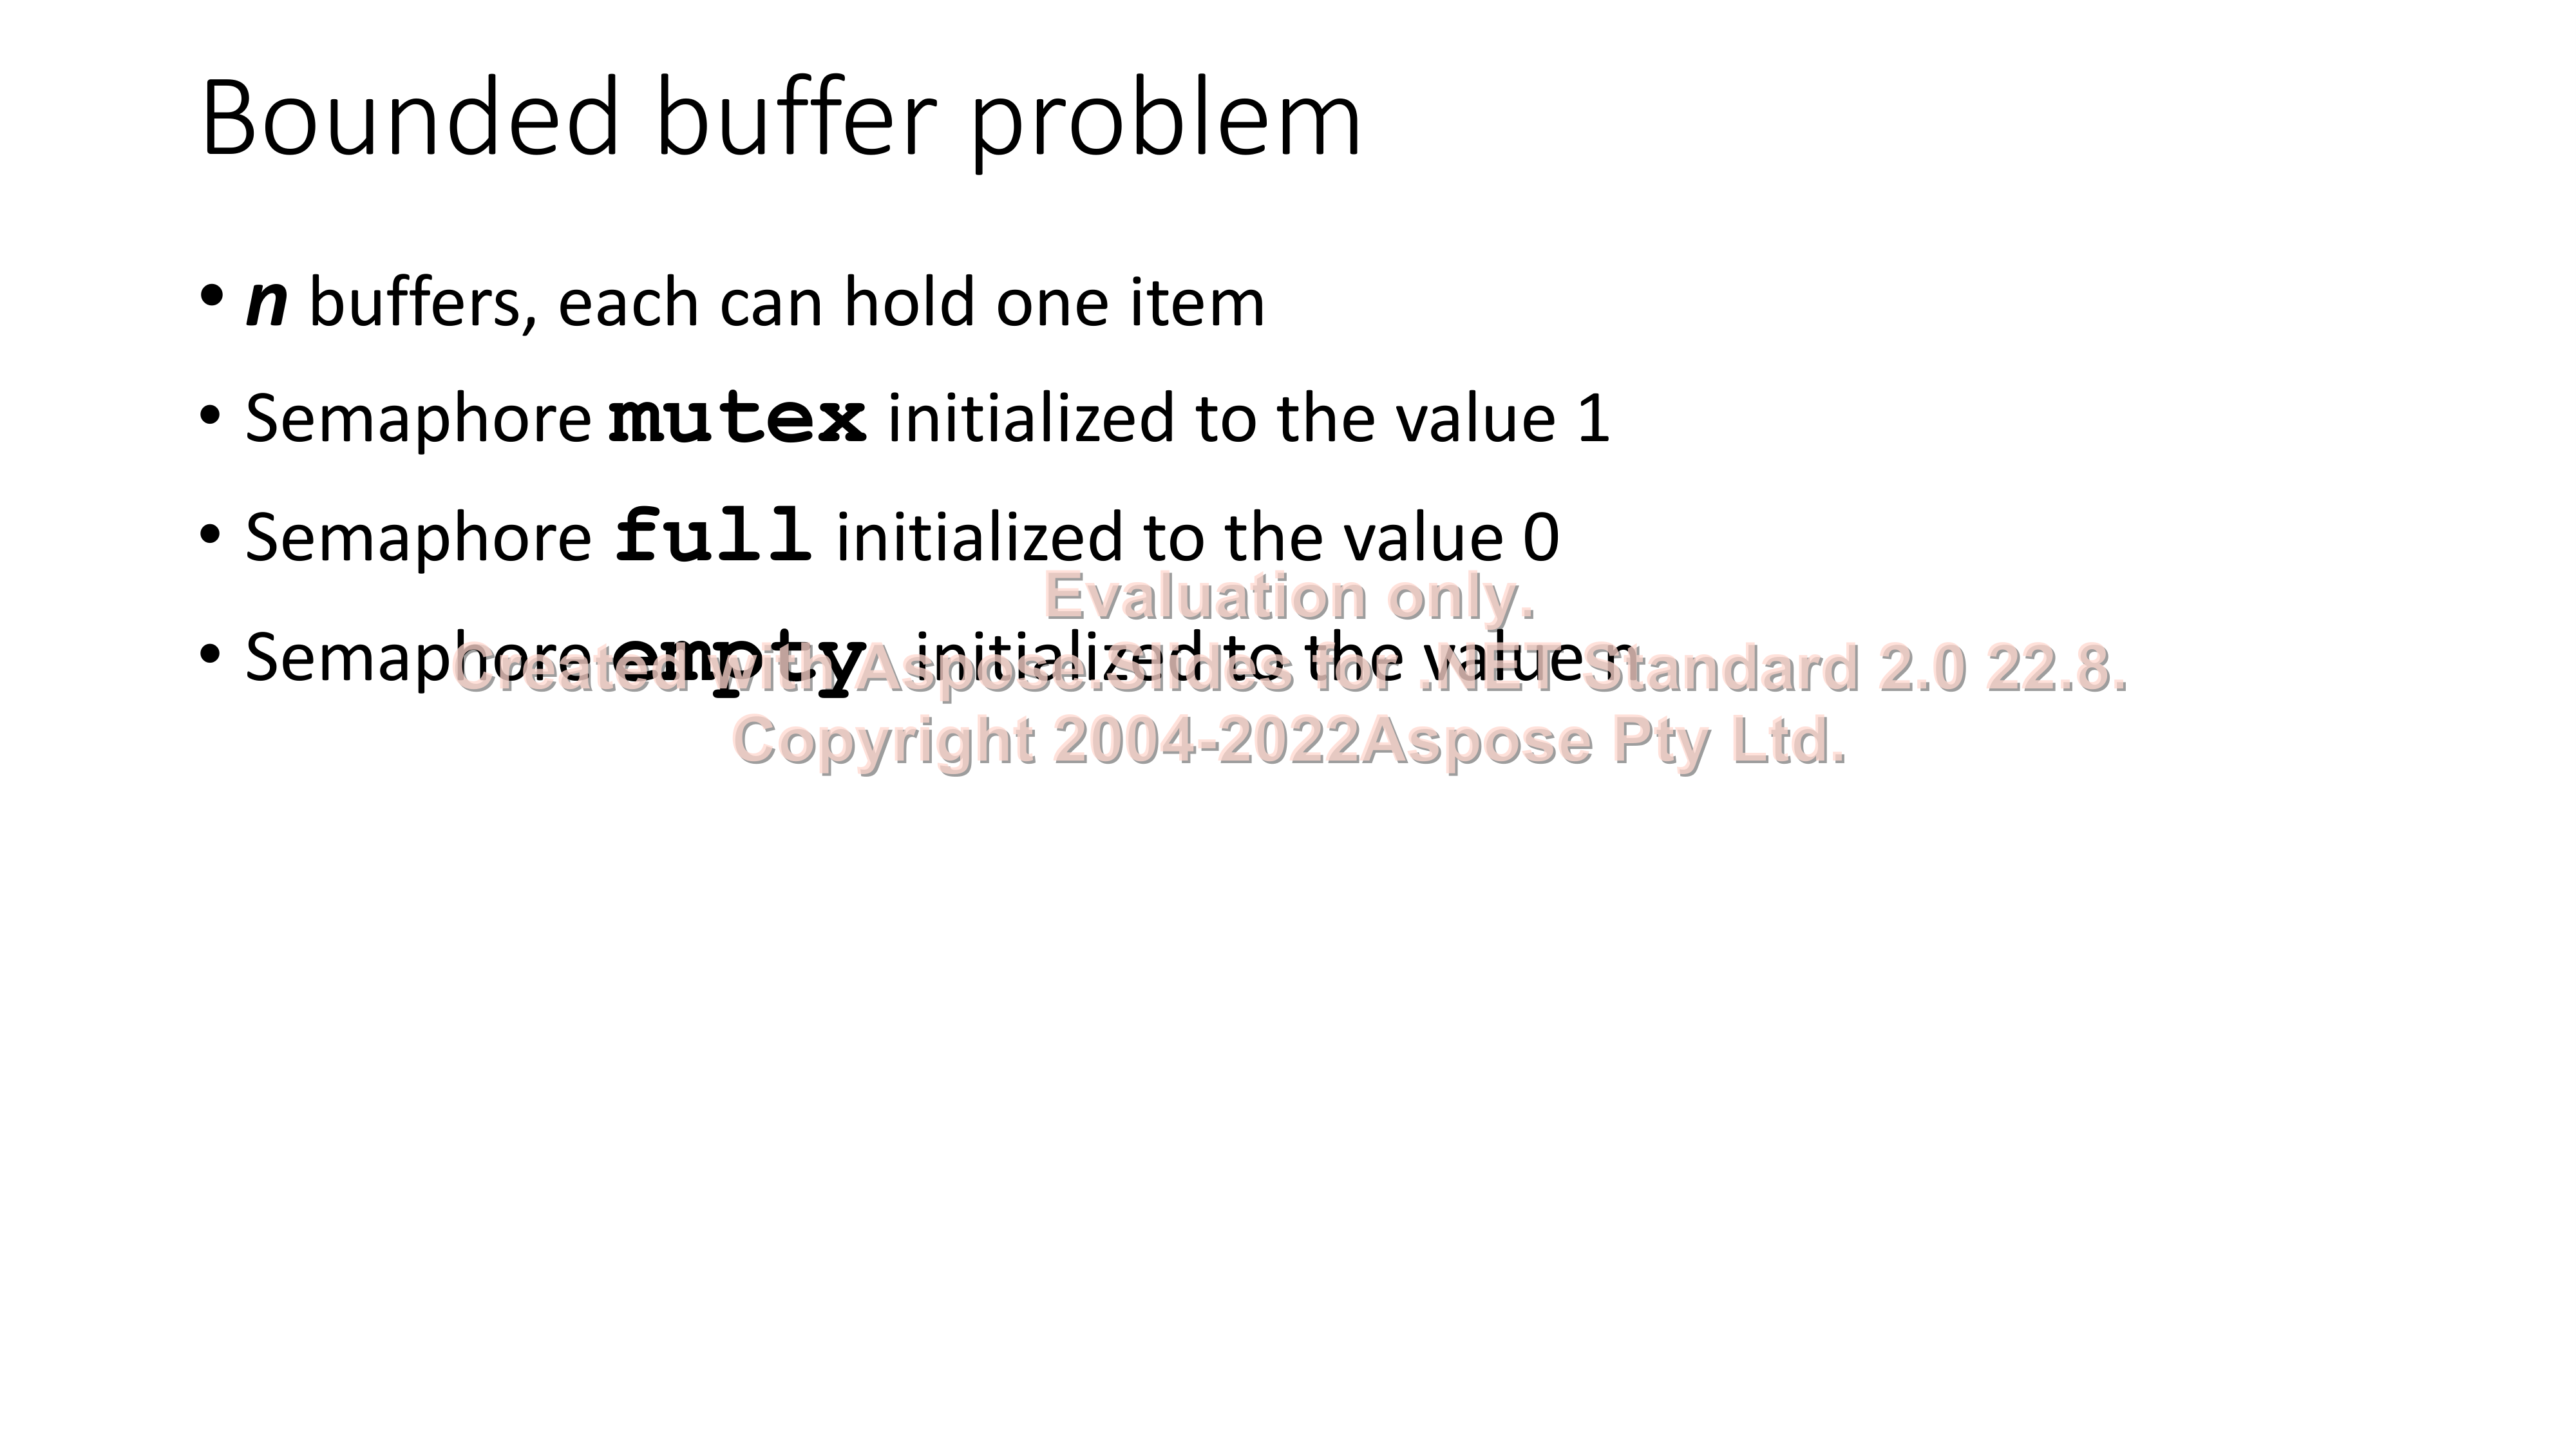 Bounded buffer problem
• n buffers, each can hold one item
• Semaphore mutex initialized to the value 1
• Semaphore full initialized to the value 0
Evaluation only.
• Semaphore empty initialized to the value n
Created with Aspose.Slides for .NET Standard 2.0 22.8.
Copyright 2004-2022Aspose Pty Ltd.